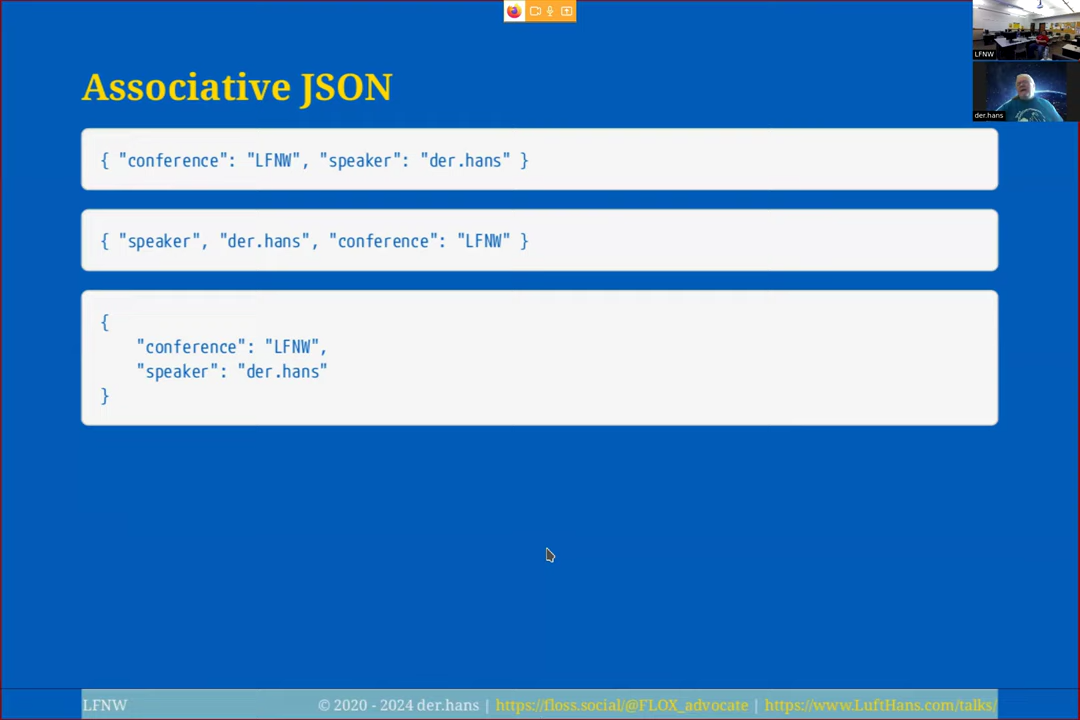 Associative JSON
{ "conference": "LFNW", "speaker": "der.hans" }
{ "speaker", "der.hans", "conference": "LFNW" }
{
    "conference": "LFNW",
    "speaker": "der.hans"
}
LFNW
der.hans
LFNW © 2020 - 2024 der.hans | https://floss.social/@FLOX_advocate | https://www.LuftHans.com/talks/